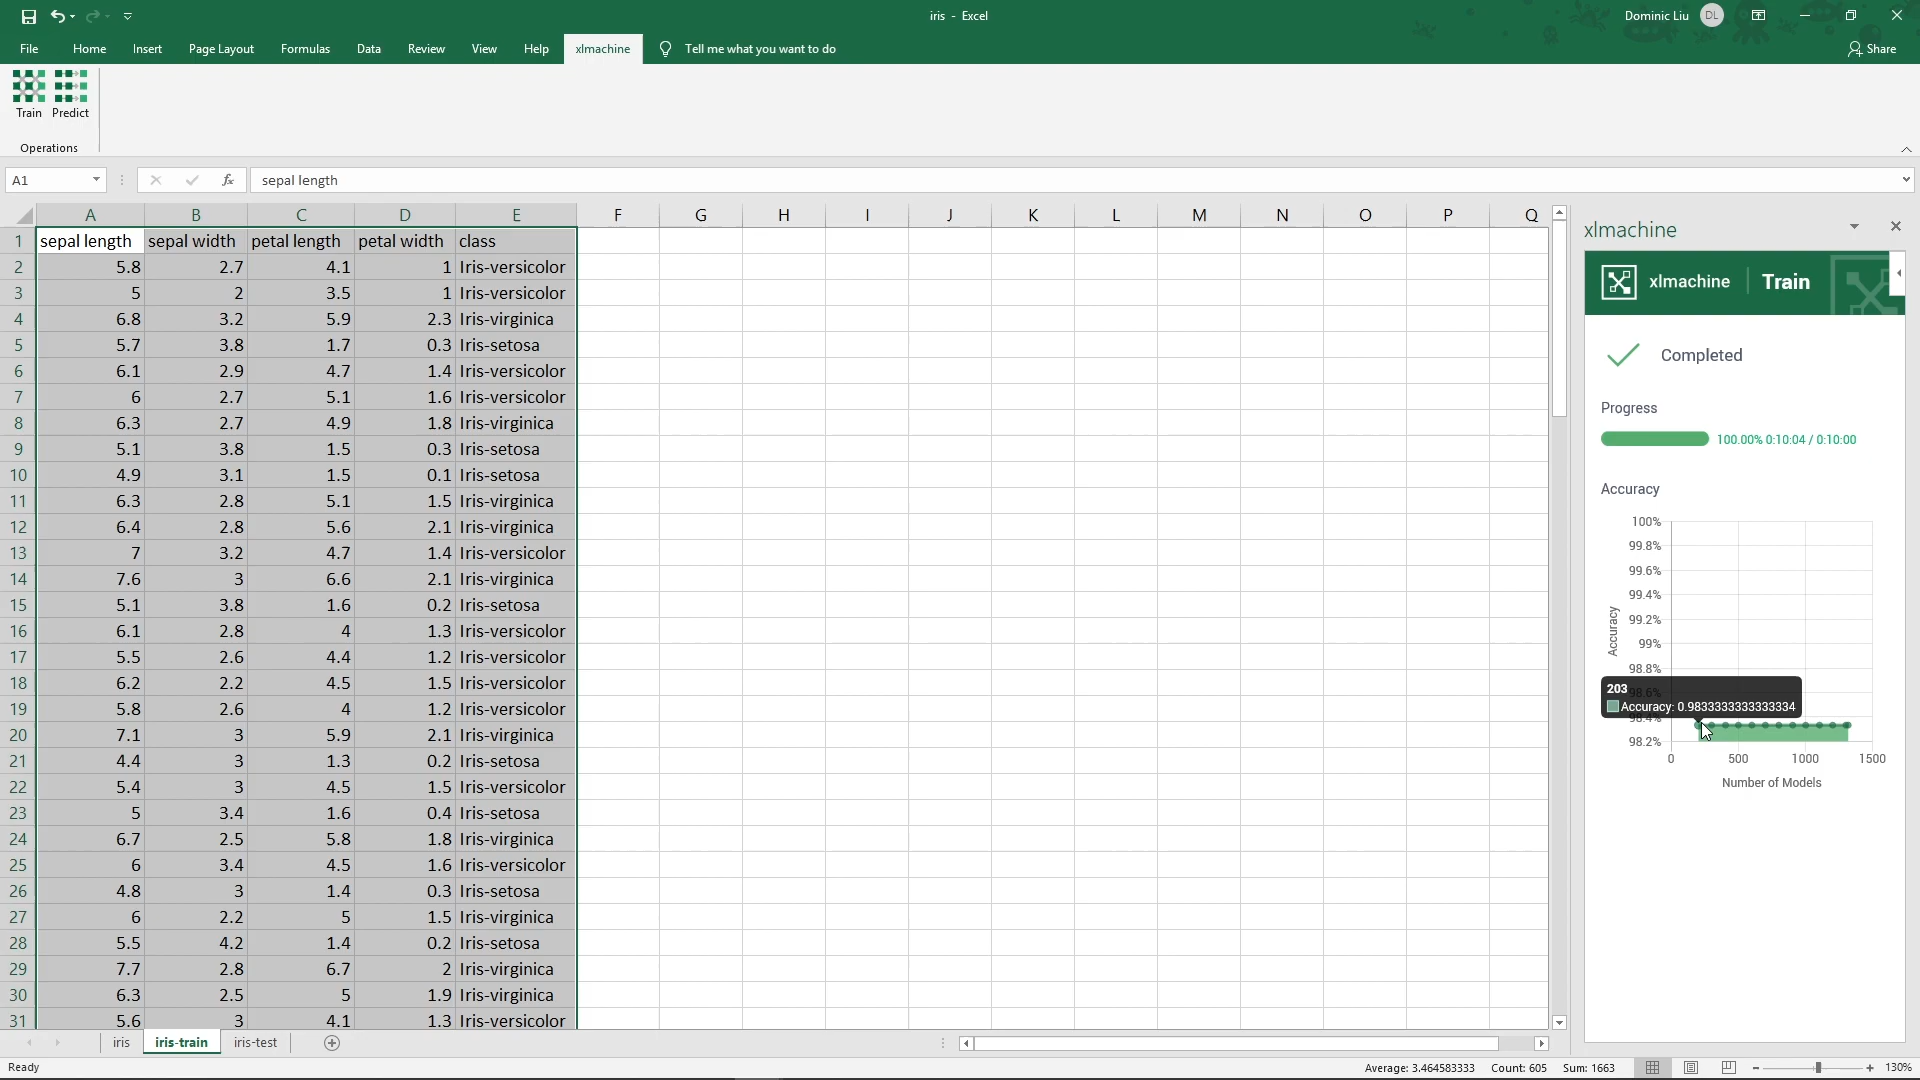 iris - Excel
Dominic Liu DL
File Home Insert Page Layout Formulas Data Review View Help xlmachine Tell me what you want to do Share
Train Predict
Operations
A1 fx sepal length
A B C D E F G H I J K L M N O P Q
1 sepal length sepal width petal length petal width class
2 5.8 2.7 4.1 1 Iris-versicolor
3 5 2 3.5 1 Iris-versicolor
4 6.8 3.2 5.9 2.3 Iris-virginica
5 5.7 3.8 1.7 0.3 Iris-setosa
6 6.1 2.9 4.7 1.4 Iris-versicolor
7 6 2.7 5.1 1.6 Iris-versicolor
8 6.3 2.7 4.9 1.8 Iris-virginica
9 5.1 3.8 1.5 0.3 Iris-setosa
10 4.9 3.1 1.5 0.1 Iris-setosa
11 6.3 2.8 5.1 1.5 Iris-virginica
12 6.4 2.8 5.6 2.1 Iris-virginica
13 7 3.2 4.7 1.4 Iris-versicolor
14 7.6 3 6.6 2.1 Iris-virginica
15 5.1 3.8 1.6 0.2 Iris-setosa
16 6.1 2.8 4 1.3 Iris-versicolor
17 5.5 2.6 4.4 1.2 Iris-versicolor
18 6.2 2.2 4.5 1.5 Iris-versicolor
19 5.8 2.6 4 1.2 Iris-versicolor
20 7.1 3 5.9 2.1 Iris-virginica
21 4.4 3 1.3 0.2 Iris-setosa
22 5.4 3 4.5 1.5 Iris-versicolor
23 5 3.4 1.6 0.4 Iris-setosa
24 6.7 2.5 5.8 1.8 Iris-virginica
25 6 3.4 4.5 1.6 Iris-versicolor
26 4.8 3 1.4 0.3 Iris-setosa
27 6 2.2 5 1.5 Iris-virginica
28 5.5 4.2 1.4 0.2 Iris-setosa
29 7.7 2.8 6.7 2 Iris-virginica
30 6.3 2.5 5 1.9 Iris-virginica
31 5.6 3 4.1 1.3 Iris-versicolor
xlmachine
xlmachine Train
Completed
Progress
100.00% 0:10:04 / 0:10:00
Accuracy
100%
99.8%
99.6%
99.4%
99.2%
99%
98.8%
98.6%
98.4%
98.2%
Accuracy
203
Accuracy: 0.9833333333333334
0 500 1000 1500
Number of Models
iris iris-train iris-test
Ready Average: 3.464583333 Count: 605 Sum: 1663 130%